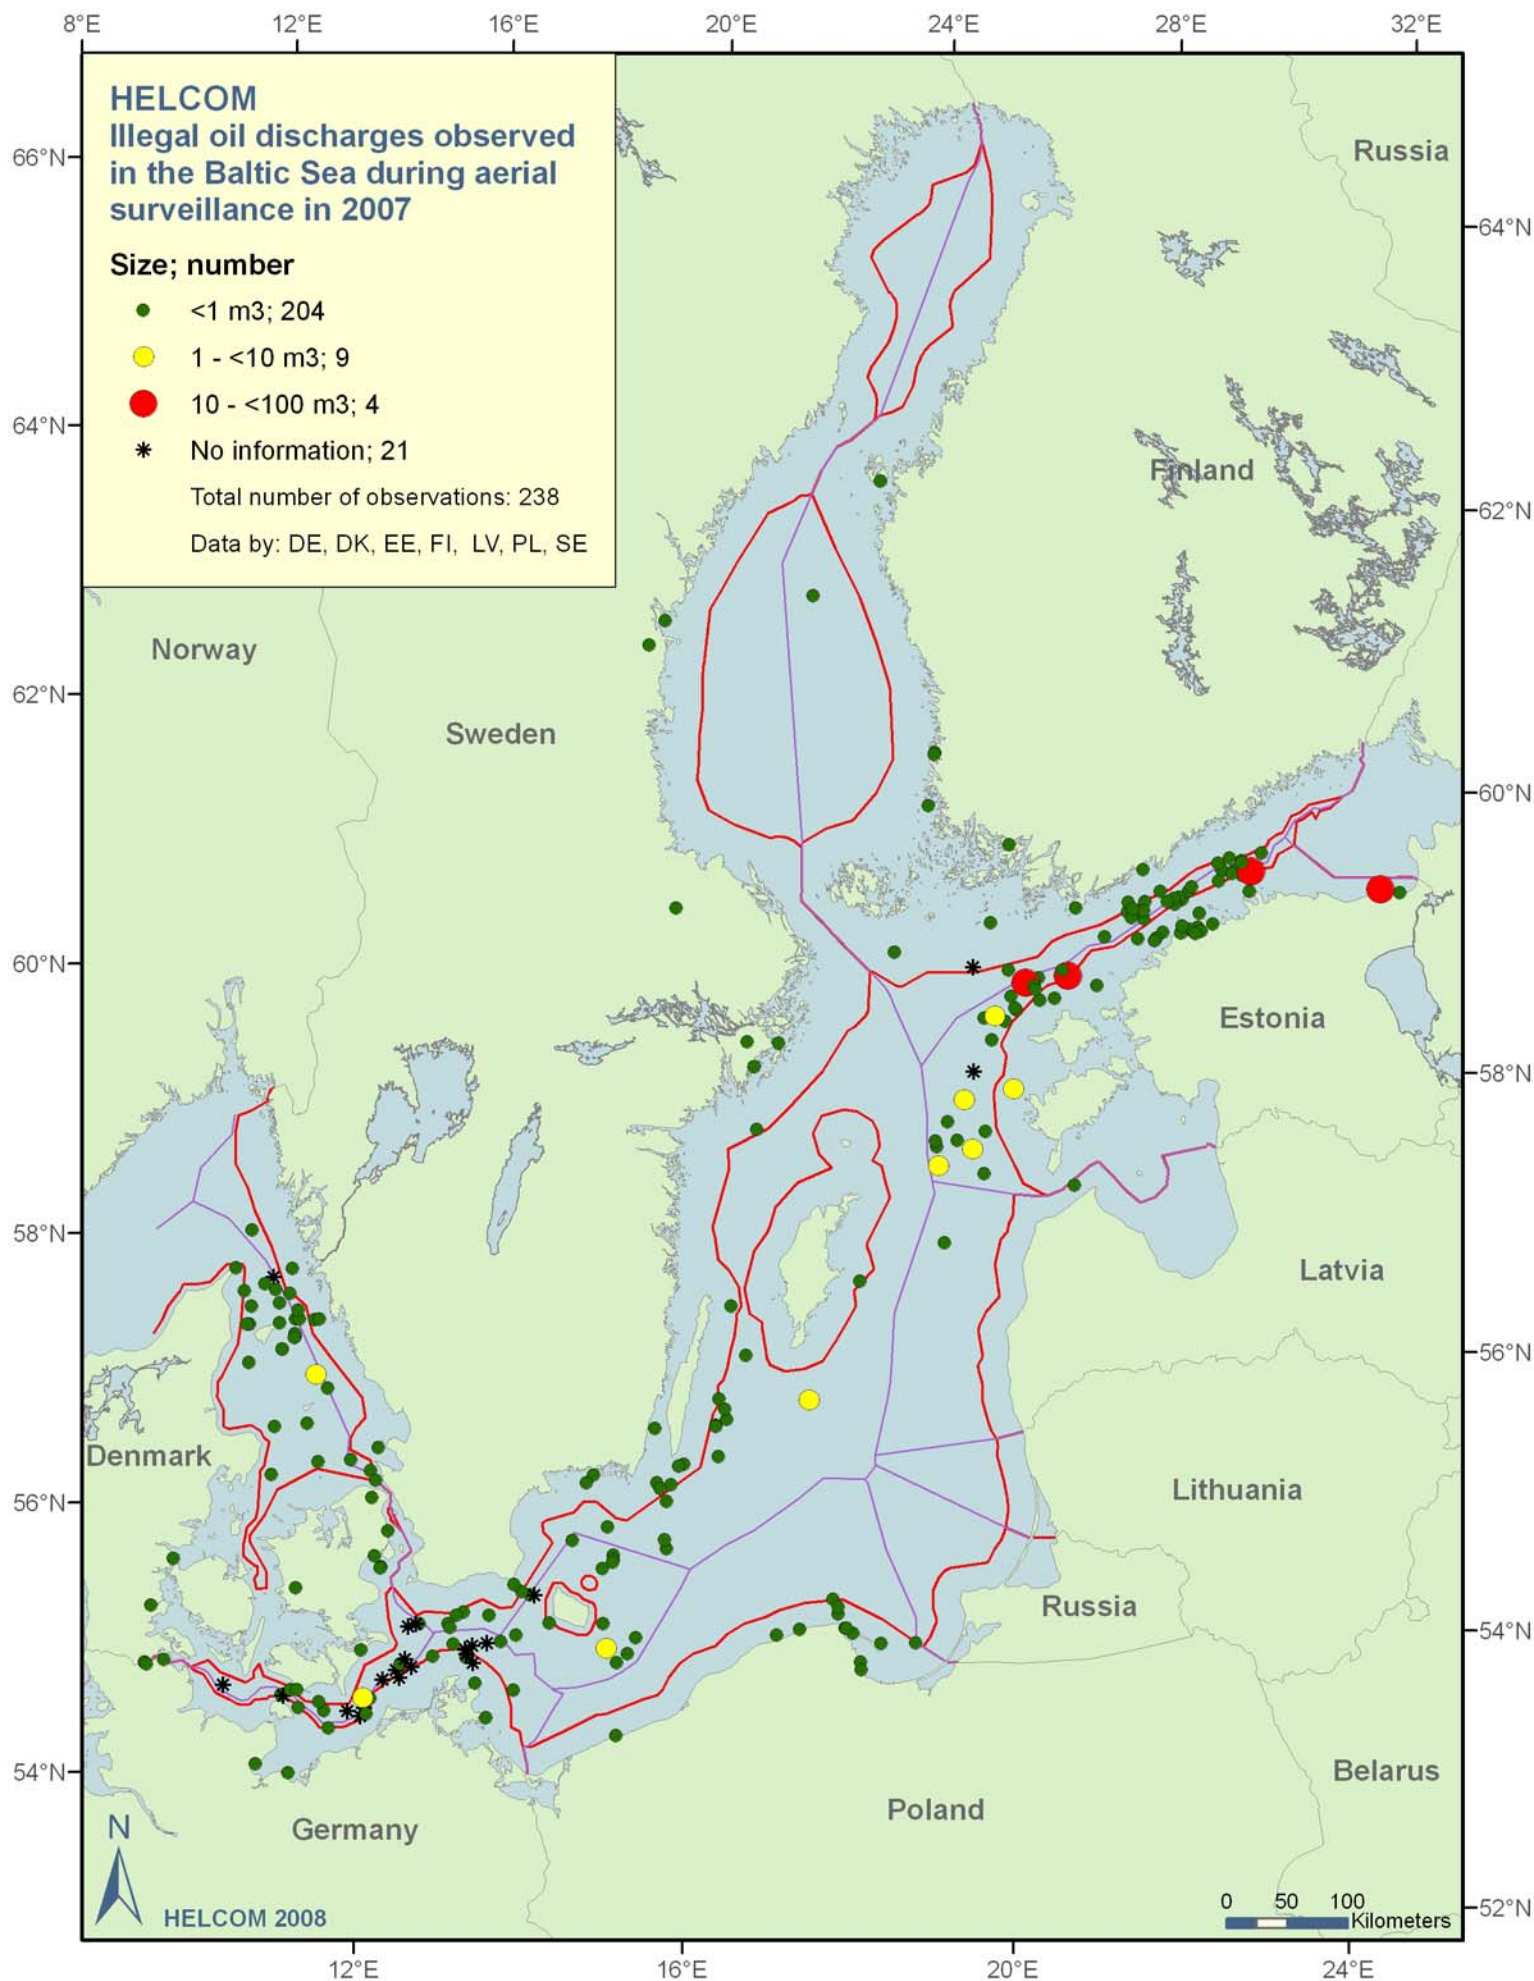 8°E 12°E 16°E 20°E 24°E 28°E 32°E
HELCOM
Illegal oil discharges observed
in the Baltic Sea during aerial
surveillance in 2007
Size; number
<1 m3; 204
1 - <10 m3; 9
10 - <100 m3; 4
No information; 21
Total number of observations: 238
Data by: DE, DK, EE, FI, LV, PL, SE
66°N
Russia
64°N
64°N
Finland
62°N
Norway
62°N
Sweden
60°N
60°N
Estonia
58°N
58°N
Latvia
56°N
Denmark
Lithuania
56°N
Russia
54°N
54°N
Belarus
Poland
Germany
N
HELCOM 2008
0 50 100
Kilometers
52°N
12°E 16°E 20°E 24°E